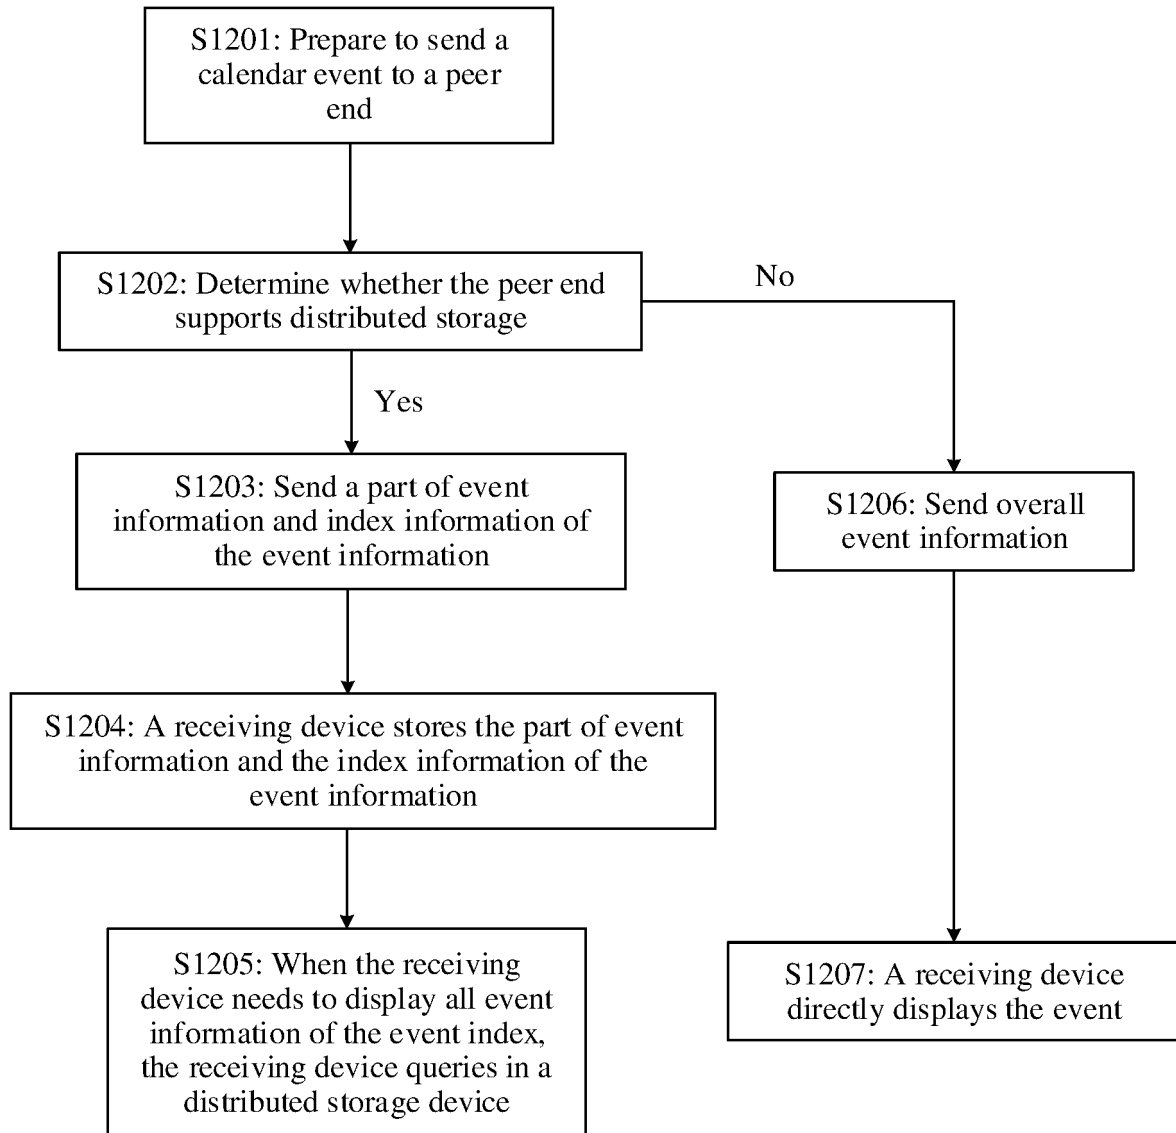 S1201: Prepare to send a
calendar event to a peer
end
S1202: Determine whether the peer end
supports distributed storage
No
Yes
S1203: Send a part of event
information and index information of
the event information
S1206: Send overall
event information
S1204: A receiving device stores the part of event
information and the index information of the
event information
S1205: When the receiving
device needs to display all event
information of the event index,
the receiving device queries in a
distributed storage device
S1207: A receiving device
directly displays the event